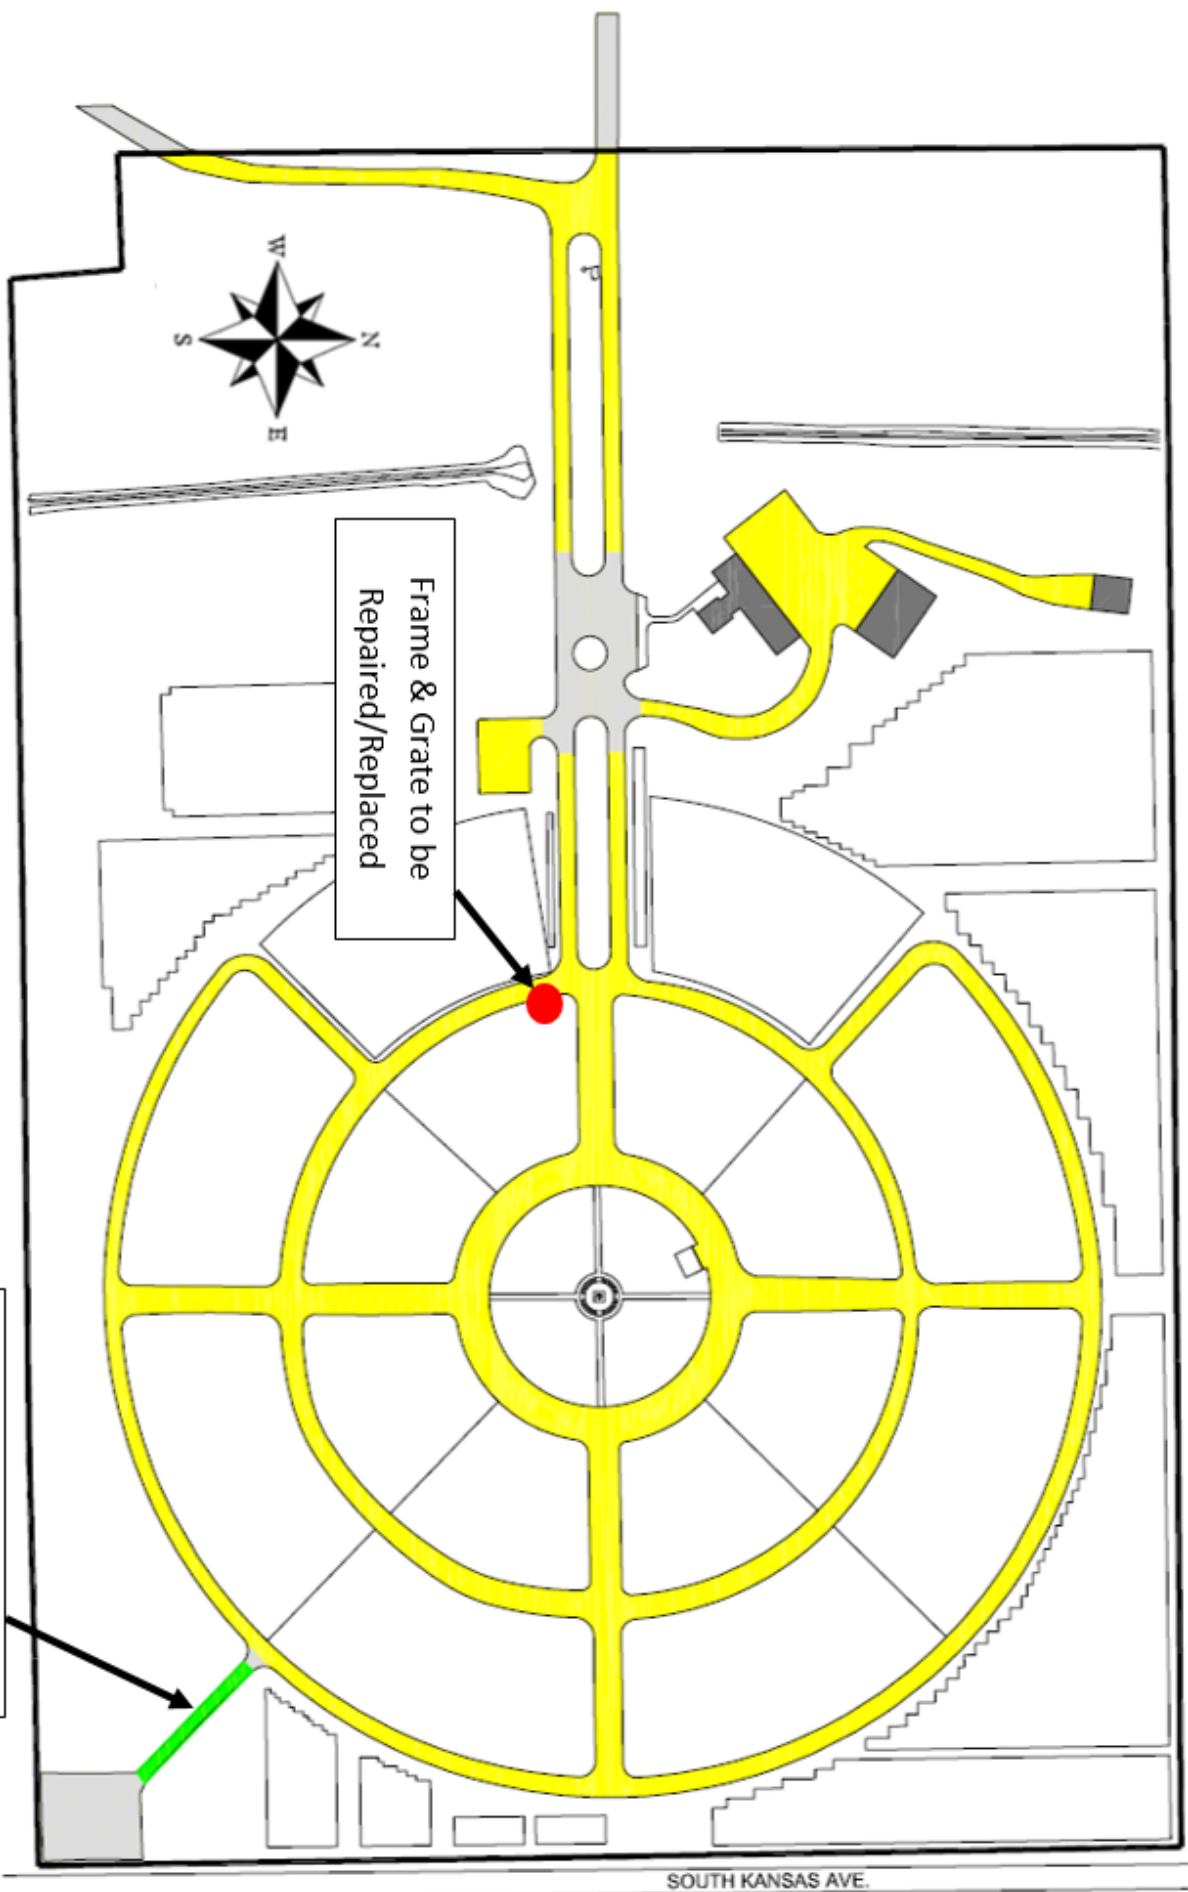 W
N
S
E
Frame & Grate to be
Repaired/Replaced
SOUTH KANSAS AVE.